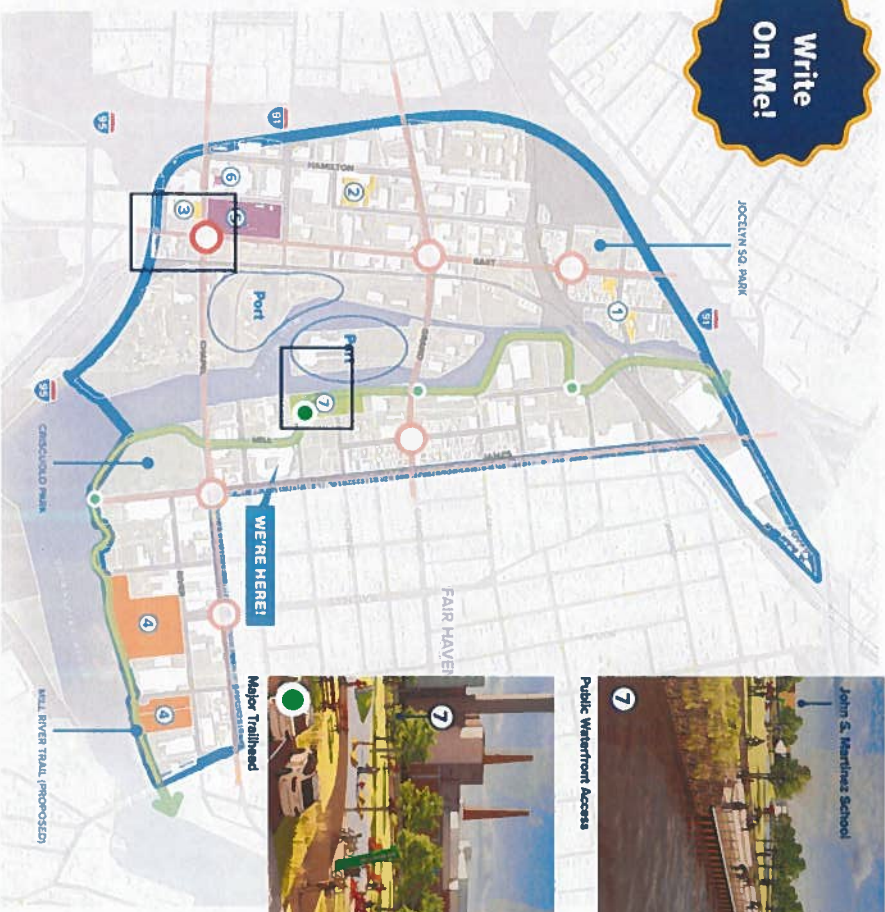 Write
On Me!
JOCELYN SQ. PARK
91
John S. Martinez School
7
Public Waterfront Access
1
EAST
JAMES
FAIR HAVEN
7
GRAND
2
HAMILTON
Port
7
91
Port
MILL
WE'RE HERE!
Major Trailhead
6
5
3
CHAPEL
RIVER
4
4
95
95
CRISCUOLO PARK
MILL RIVER TRAIL (PROPOSED)